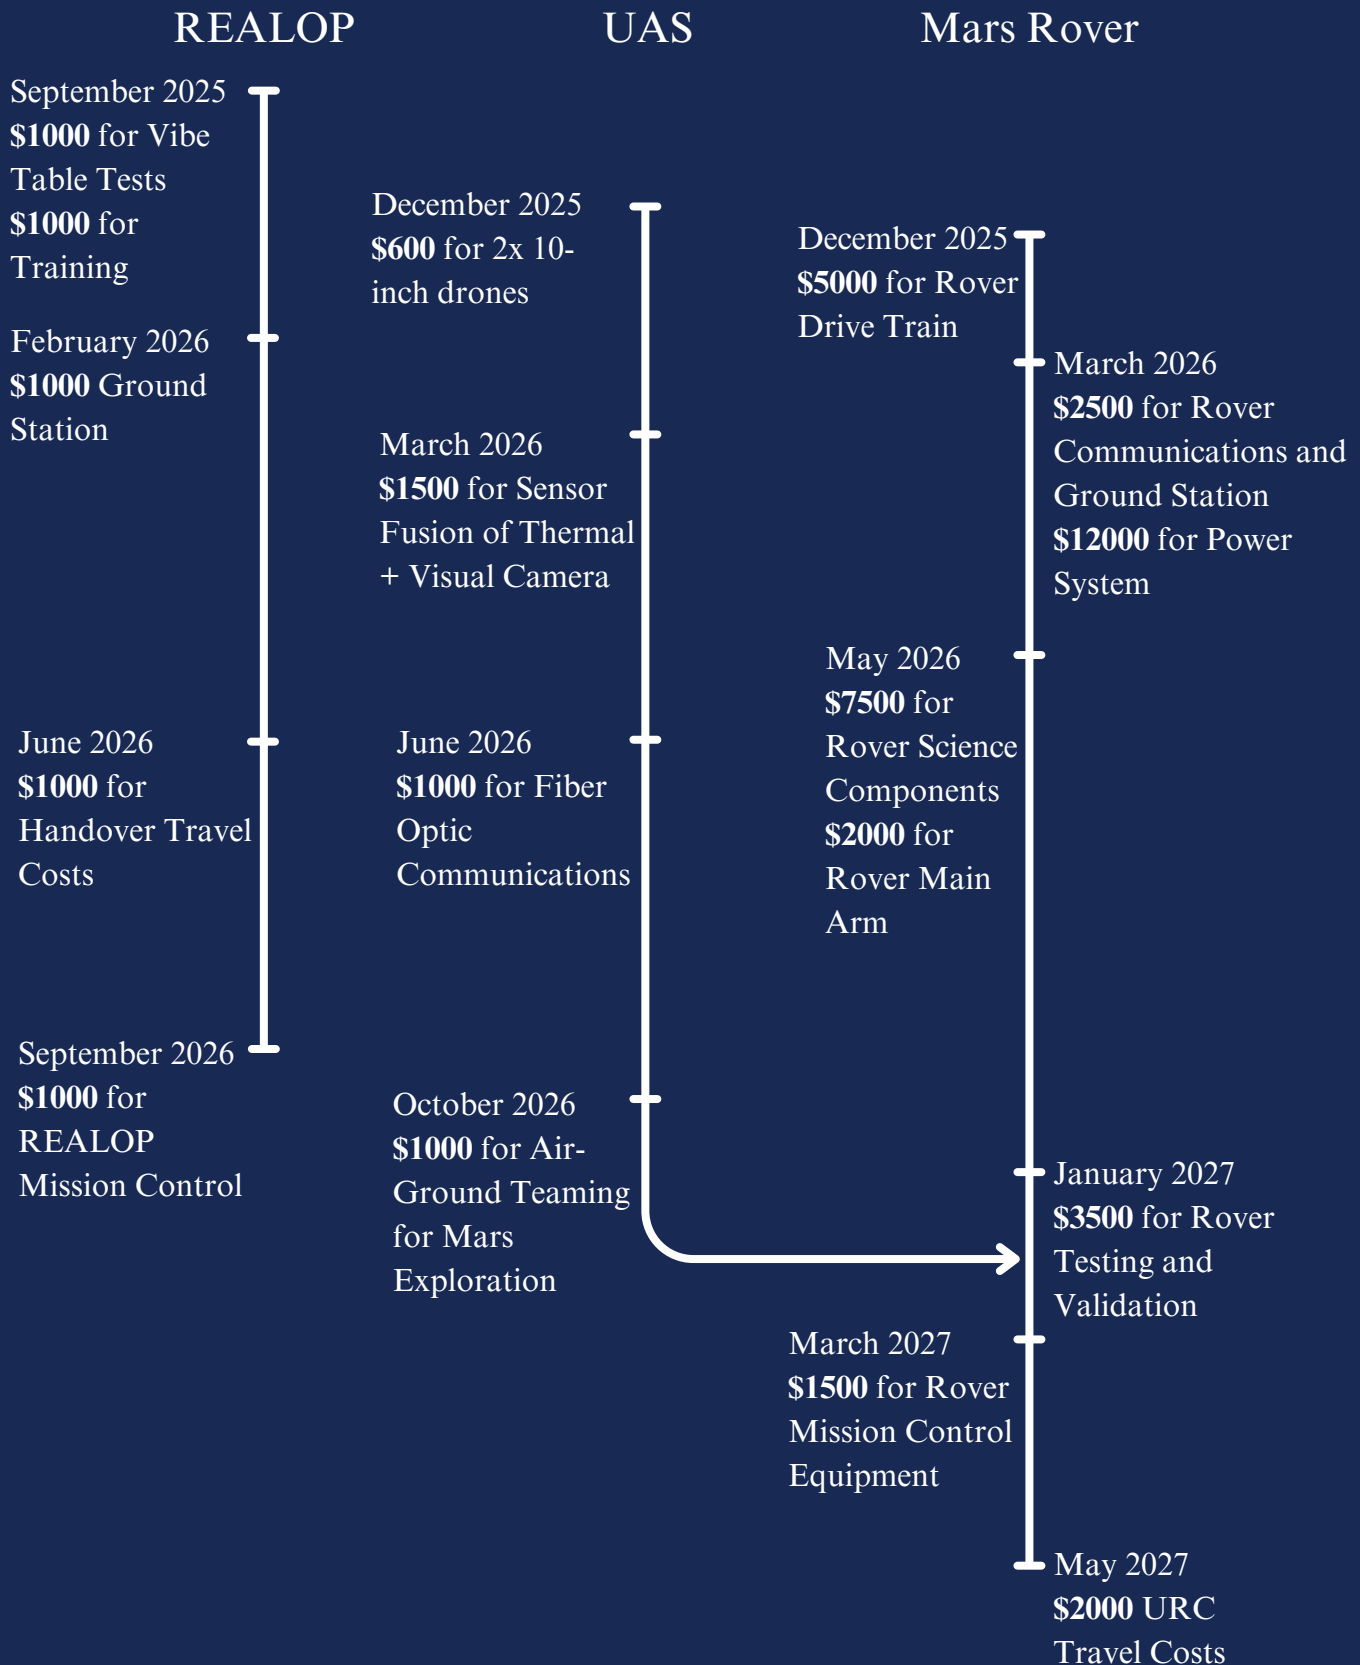 REALOP
September 2025
$1000 for Vibe
Table Tests
$1000 for
Training
February 2026
$1000 Ground
Station
June 2026
$1000 for
Handover Travel
Costs
September 2026
$1000 for
REALOP
Mission Control
UAS
December 2025
$600 for 2x 10-
inch drones
March 2026
$1500 for Sensor
Fusion of Thermal
+ Visual Camera
June 2026
$1000 for Fiber
Optic
Communications
October 2026
$1000 for Air-
Ground Teaming
for Mars
Exploration
Mars Rover
December 2025
$5000 for Rover
Drive Train
March 2026
$2500 for Rover
Communications and
Ground Station
$12000 for Power
System
May 2026
$7500 for
Rover Science
Components
$2000 for
Rover Main
Arm
January 2027
$3500 for Rover
Testing and
Validation
March 2027
$1500 for Rover
Mission Control
Equipment
May 2027
$2000 URC
Travel Costs